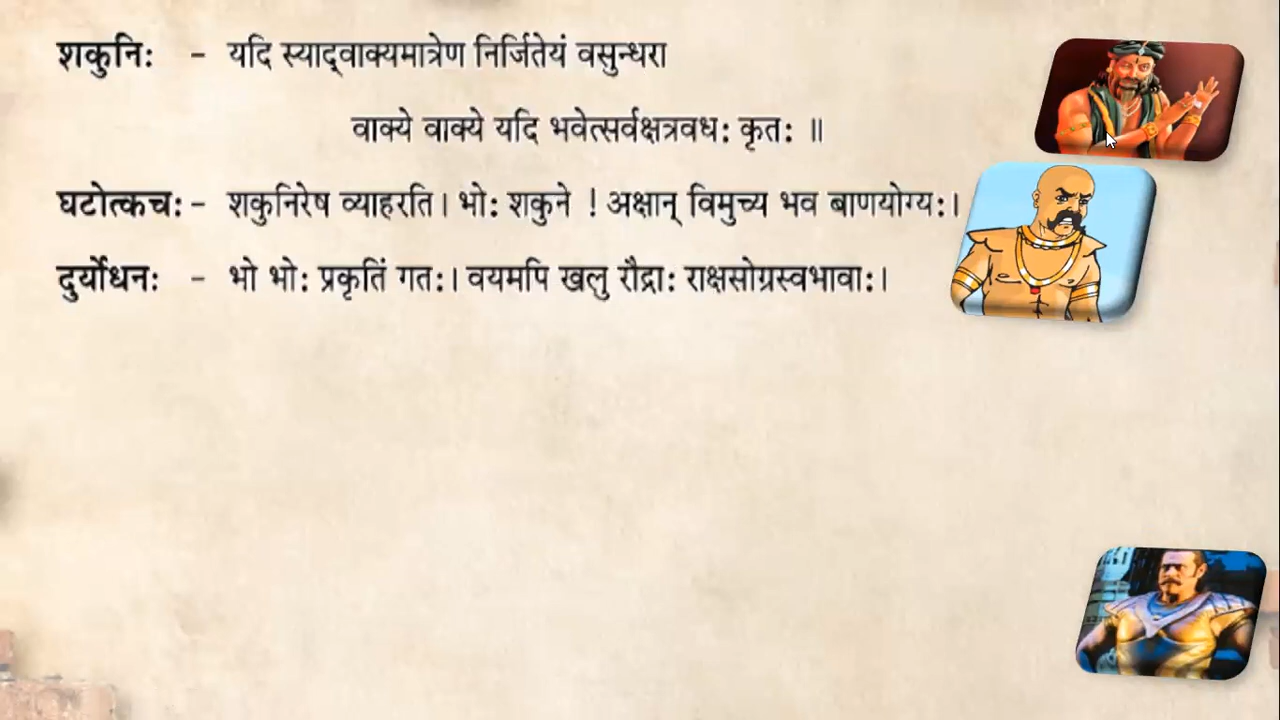 शकुनिः - यदि स्याद्वाक्यमात्रेण निर्जितेयं वसुन्धरा
वाक्ये वाक्ये यदि भवेत्सर्वक्षत्रवधः कृतः ॥
घटोत्कचः - शकुनिरेष व्याहरति। भोः शकुने ! अक्षान् विमुच्य भव बाणयोग्यः।
दुर्योधनः - भो भोः प्रकृतिं गतः। वयमपि खलु रौद्राः राक्षसोग्रस्वभावाः।